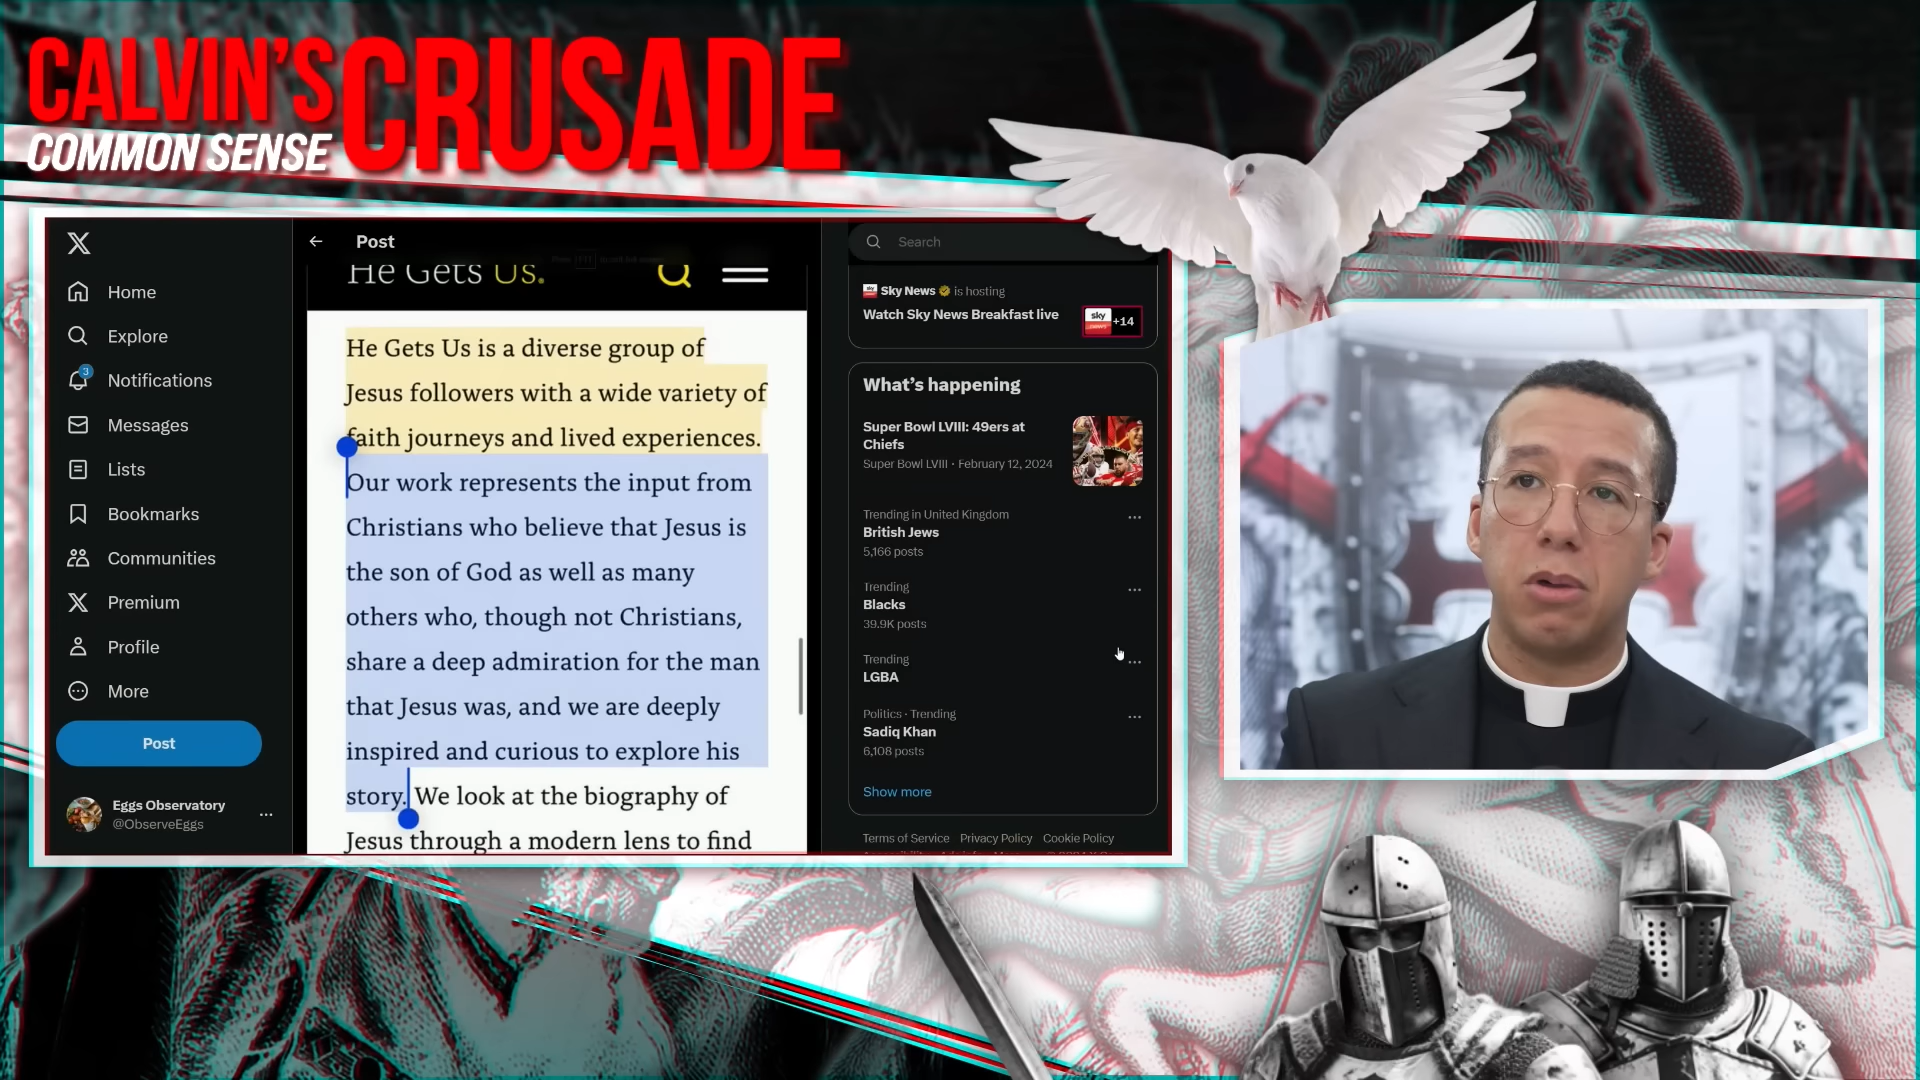 CALVIN'S
COMMON SENSE
CRUSADE
Home
Explore
3
Notifications
Messages
Lists
Bookmarks
Communities
Premium
Profile
More
Post
Eggs Observatory
@ObserveEggs
Post
He Gets Us.
He Gets Us is a diverse group of
Jesus followers with a wide variety of
faith journeys and lived experiences.
Our work represents the input from
Christians who believe that Jesus is
the son of God as well as many
others who, though not Christians,
share a deep admiration for the man
that Jesus was, and we are deeply
inspired and curious to explore his
story. We look at the biography of
Jesus through a modern lens to find
Search
Sky News is hosting
Watch Sky News Breakfast live
sky
news
+14
What's happening
Super Bowl LVIII: 49ers at
Chiefs
Super Bowl LVIII · February 12, 2024
Trending in United Kingdom
British Jews
5,166 posts
Trending
Blacks
39.9K posts
Trending
LGBA
Politics · Trending
Sadiq Khan
6,108 posts
Show more
Terms of Service Privacy Policy Cookie Policy